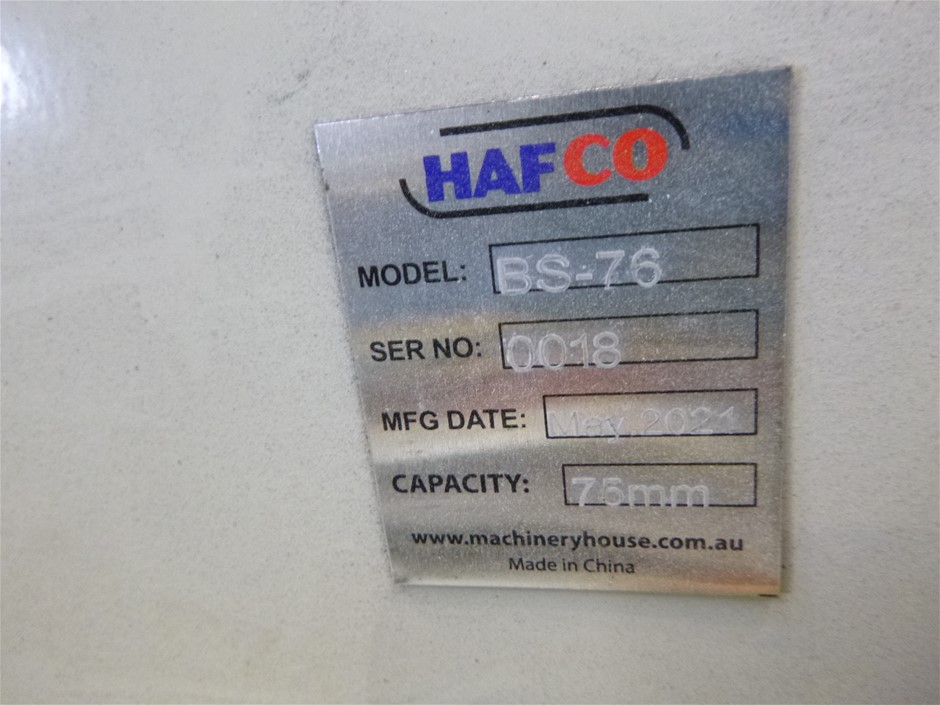 HAFCO
MODEL: BS-76
SER NO: 0018
MFG DATE: May.2021
CAPACITY: 75mm
www.machineryhouse.com.au
Made in China